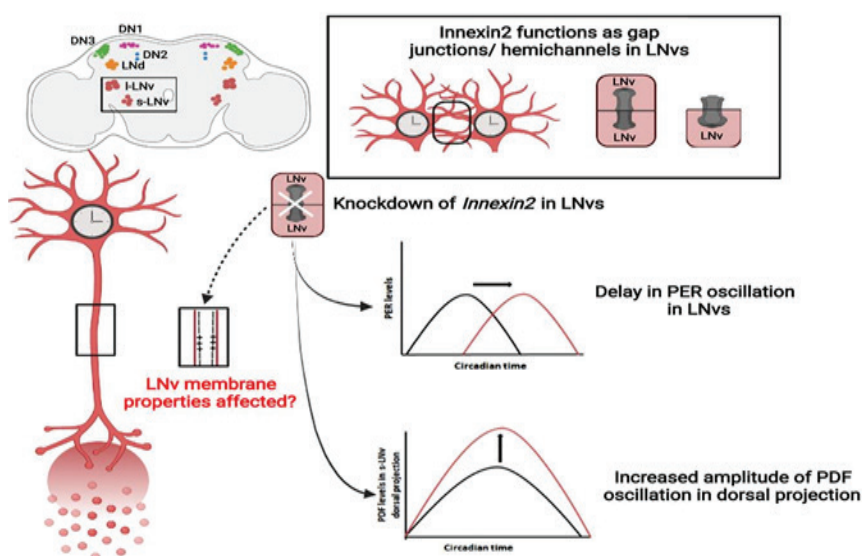 DN1
DN3
DN2
LNd
l-LNv
s-LNv
Innexin2 functions as gap
junctions/ hemichannels in LNvs
LNv
LNv
LNv
LNv
LNv
Knockdown of Innexin2 in LNvs
PER levels
Circadian time
Delay in PER oscillation
in LNvs
LNv membrane
properties affected?
PDF levels in s-LNv
dorsal projection
Circadian time
Increased amplitude of PDF
oscillation in dorsal projection